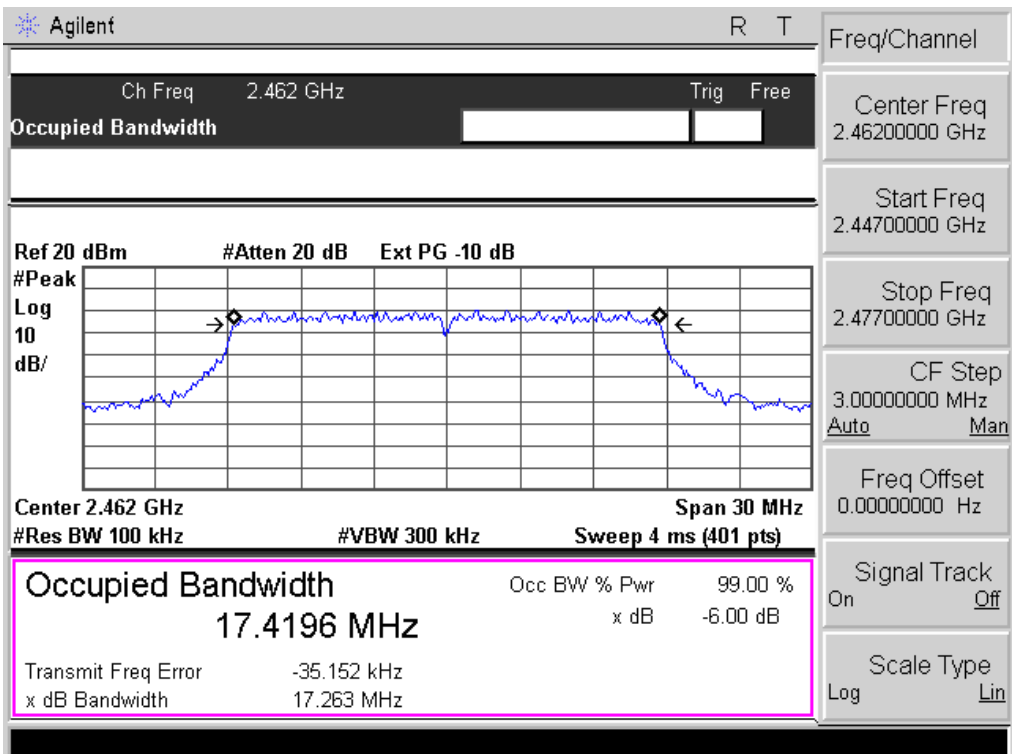 Agilent R T
Ch Freq 2.462 GHz Trig Free
Occupied Bandwidth
Ref 20 dBm #Atten 20 dB Ext PG -10 dB
#Peak
Log
10
dB/
Center 2.462 GHz Span 30 MHz
#Res BW 100 kHz #VBW 300 kHz Sweep 4 ms (401 pts)
Occupied Bandwidth Occ BW % Pwr 99.00 %
17.4196 MHz x dB -6.00 dB
Transmit Freq Error -35.152 kHz
x dB Bandwidth 17.263 MHz
Freq/Channel
Center Freq
2.46200000 GHz
Start Freq
2.44700000 GHz
Stop Freq
2.47700000 GHz
CF Step
3.00000000 MHz
Auto Man
Freq Offset
0.00000000 Hz
Signal Track
On Off
Scale Type
Log Lin